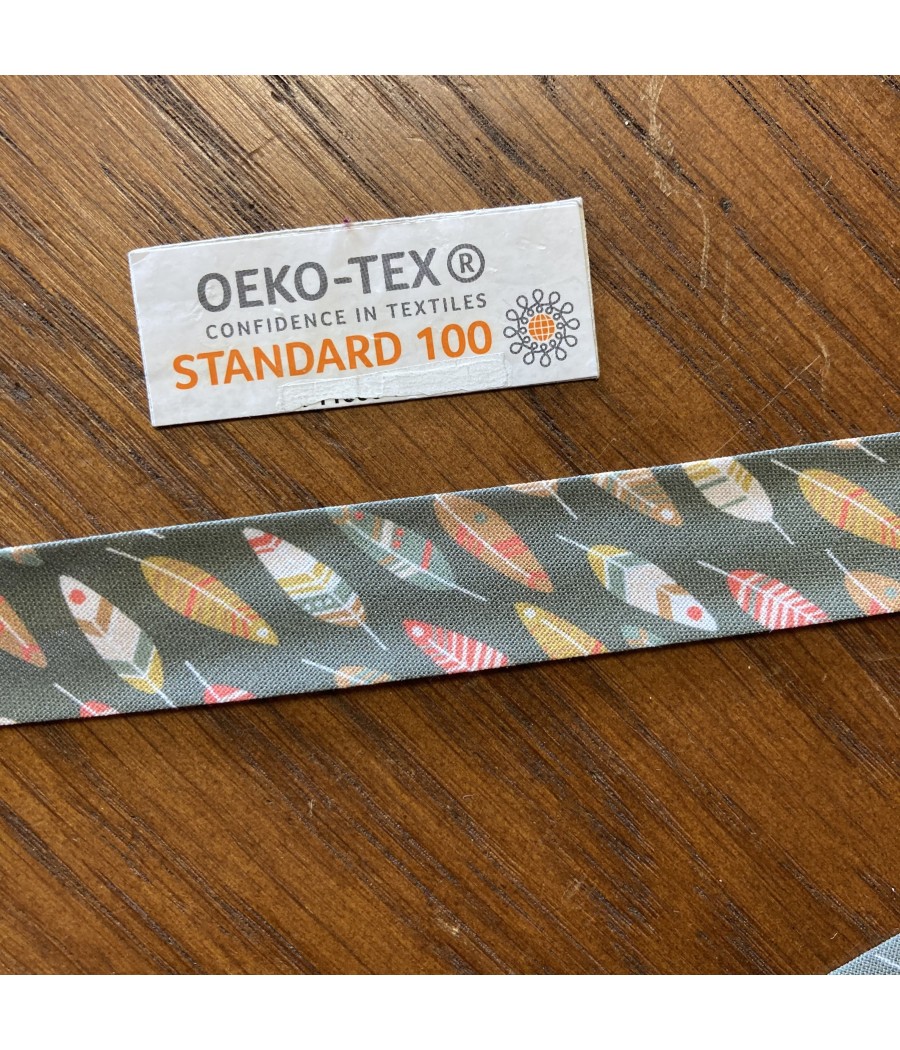 OEKO-TEX®
CONFIDENCE IN TEXTILES
STANDARD 100